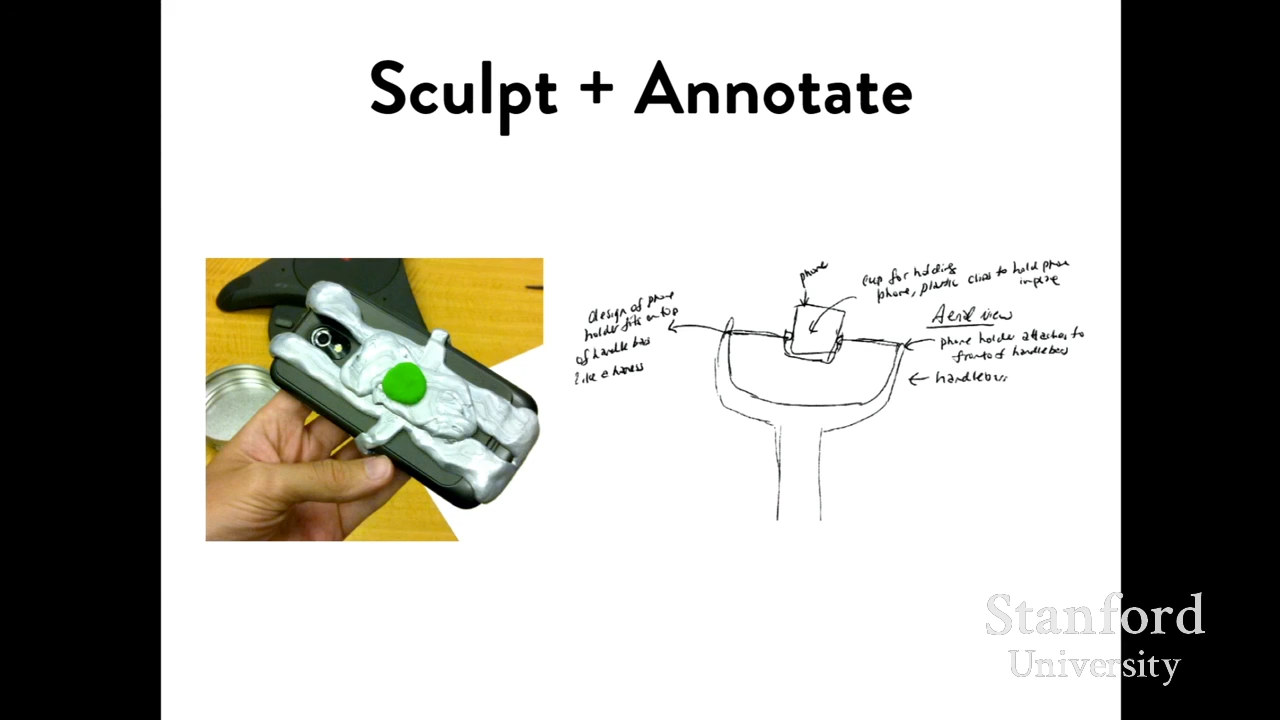 Sculpt + Annotate
phone
cup for holding
phone, plastic clips to hold phone
in place
design of phone
holder fits on top
of handle bars
like a harness
Aerial view
phone holder attaches to
front of handlebars
handlebars
Stanford
University